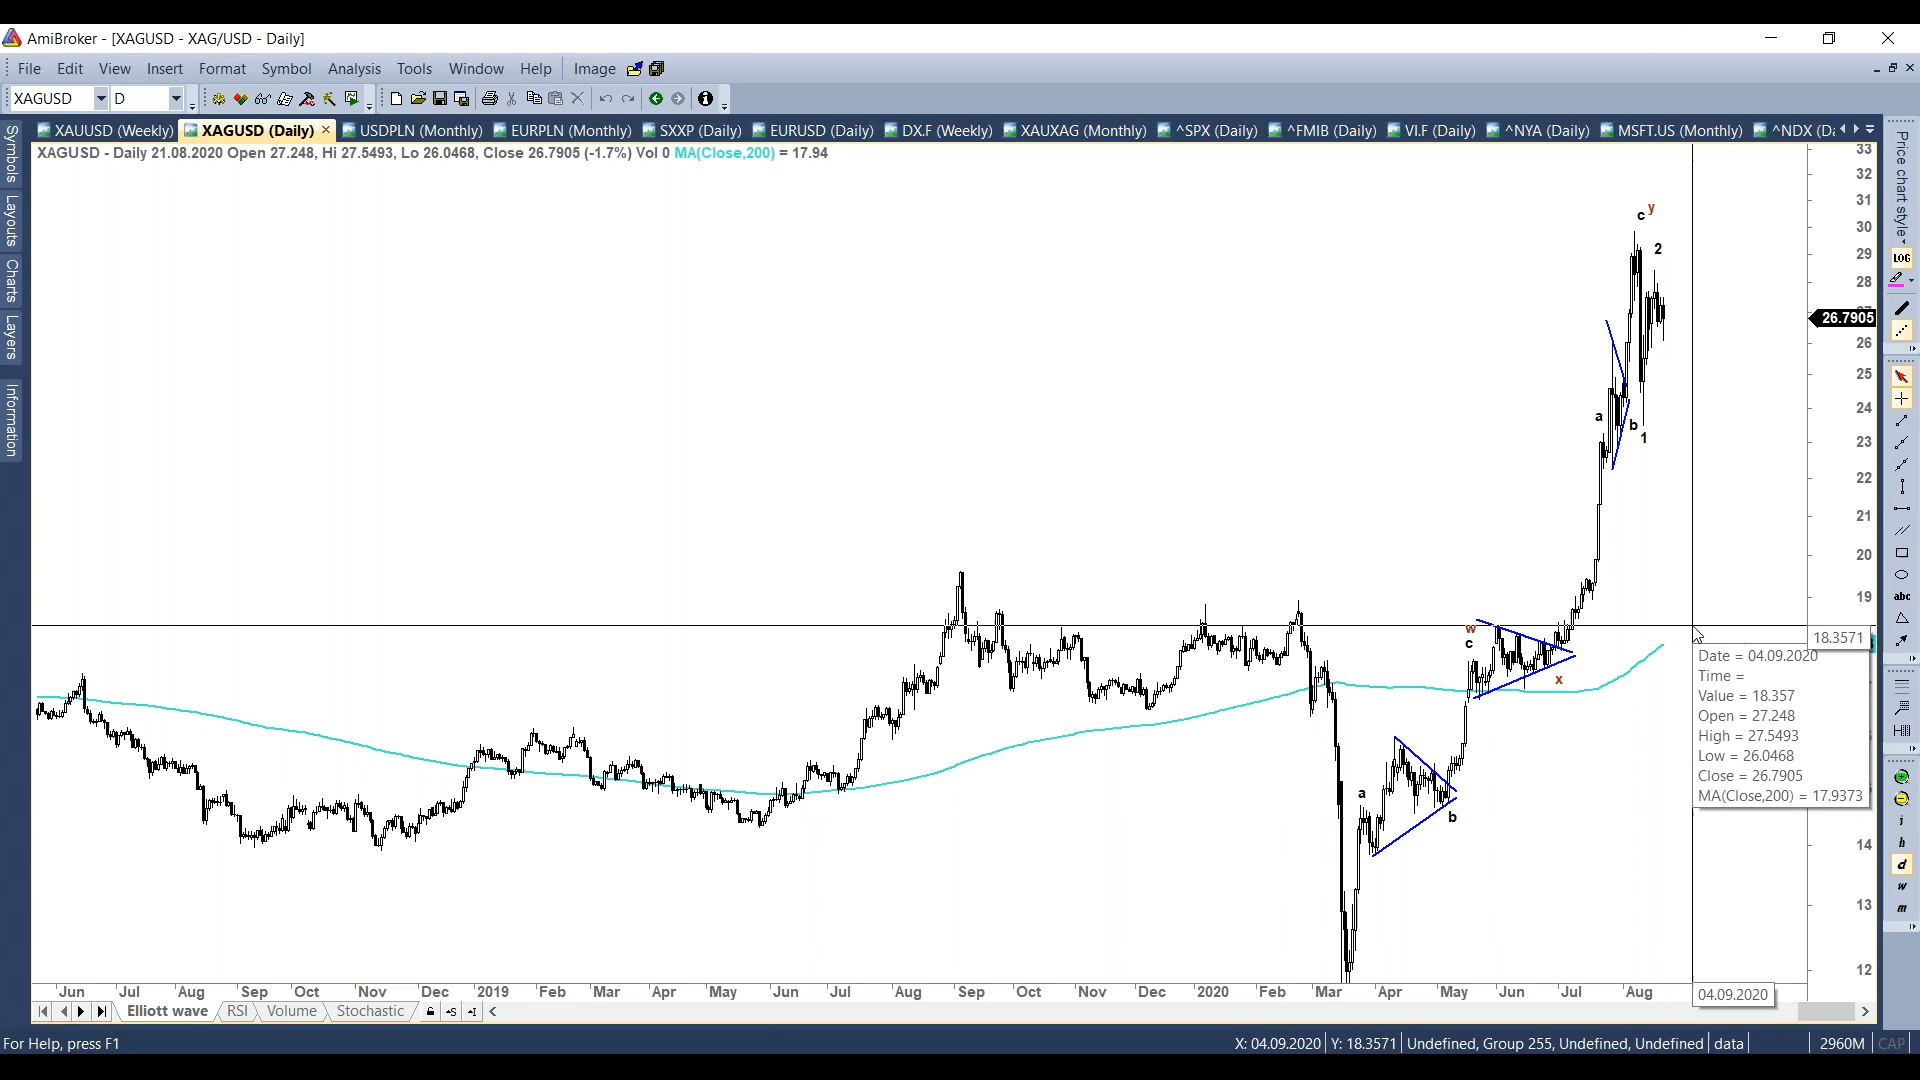 AmiBroker - [XAGUSD - XAG/USD - Daily]
File Edit View Insert Format Symbol Analysis Tools Window Help Image
XAGUSD D
XAUUSD (Weekly) XAGUSD (Daily) × USDPLN (Monthly) EURPLN (Monthly) SXXP (Daily) EURUSD (Daily) DX.F (Weekly) XAUXAG (Monthly) ^SPX (Daily) ^FMIB (Daily) VI.F (Daily) ^NYA (Daily) MSFT.US (Monthly) ^NDX (D
XAGUSD - Daily 21.08.2020 Open 27.248, Hi 27.5493, Lo 26.0468, Close 26.7905 (-1.7%) Vol 0 MA(Close,200) = 17.94
Symbols
Layouts
Charts
Layers
Information
33
32
31
30
29
28
26.7905
26
25
24
23
22
21
20
19
18.3571
14
13
12
c y
2
a
b
1
w
c
x
a
b
Date = 04.09.2020
Time =
Value = 18.357
Open = 27.248
High = 27.5493
Low = 26.0468
Close = 26.7905
MA(Close,200) = 17.9373
Jun Jul Aug Sep Oct Nov Dec 2019 Feb Mar Apr May Jun Jul Aug Sep Oct Nov Dec 2020 Feb Mar Apr May Jun Jul Aug
04.09.2020
Elliott wave RSI Volume Stochastic
Price chart style
LOG
abc
i
h
d
w
m
For Help, press F1
X: 04.09.2020 Y: 18.3571 Undefined, Group 255, Undefined, Undefined data 2960M CAP